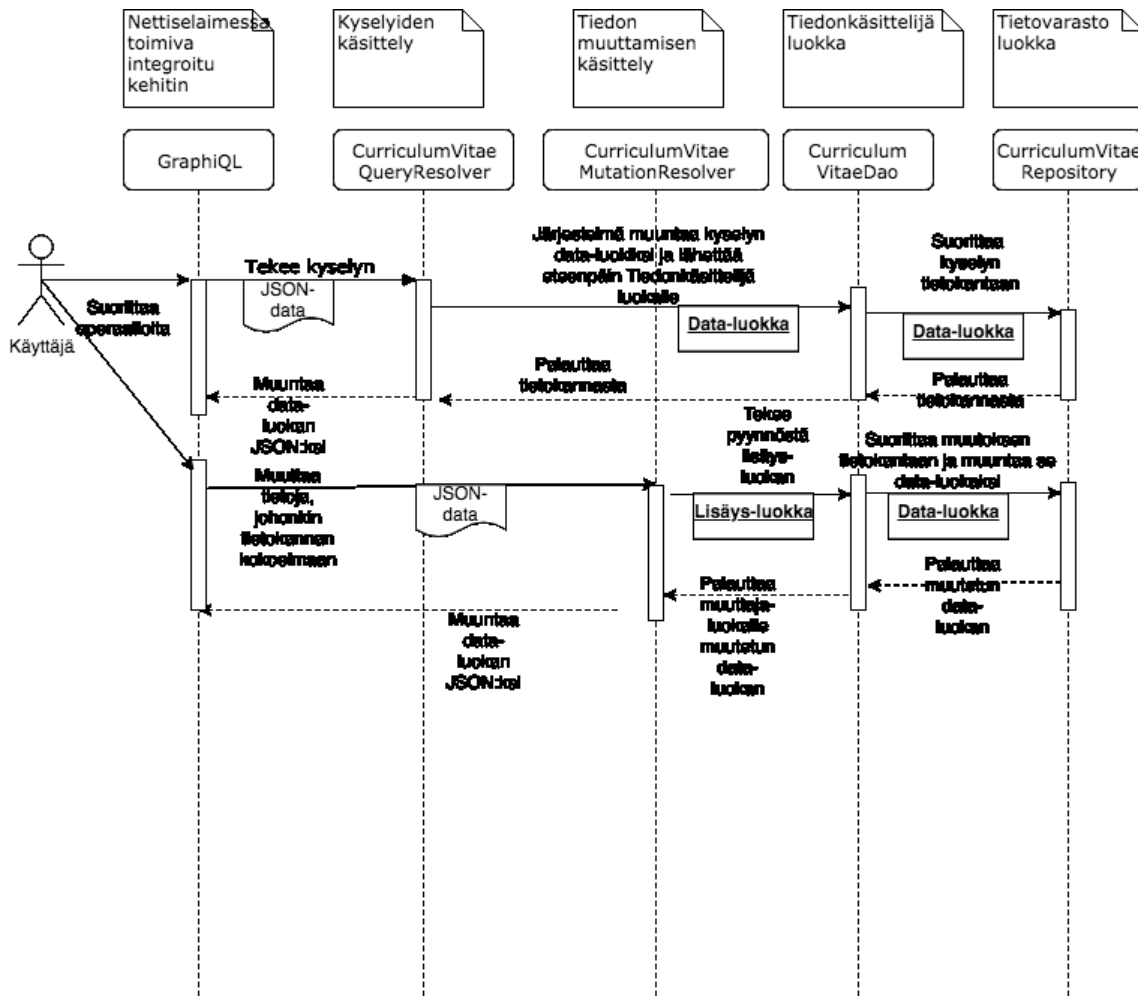 Nettiselaimessa
toimiva
integroitu
kehitin
Kyselyiden
käsittely
Tiedon
muuttamisen
käsittely
Tiedonkäsittelijä
luokka
Tietovarasto
luokka
GraphiQL
CurriculumVitae
QueryResolver
CurriculumVitae
MutationResolver
Curriculum
VitaeDao
CurriculumVitae
Repository
Käyttäjä
Suorittaa
operaatioita
Tekee kyselyn
JSON-
data
Järjestelmä muuntaa kyselyn
data-luokiksi ja lähettää
eteenpäin Tiedonkäsittelijä
luokalle
Data-luokka
Suorittaa
kyselyn
tietokantaan
Data-luokka
Palauttaa
tietokannasta
Palauttaa
tietokannasta
Muuntaa
data-
luokan
JSON:ksi
Muuttaa
tietoja,
johonkin
tietokannan
kokoelmaan
JSON-
data
Tekee
pyynnöstä
lisäys-
luokan
Lisäys-luokka
Suorittaa muutoksen
tietokantaan ja muuntaa se
data-luokaksi
Data-luokka
Palauttaa
muutetun
data-
luokan
Palauttaa
muuttaja-
luokalle
muutetun
data-
luokan
Muuntaa
data-
luokan
JSON:ksi